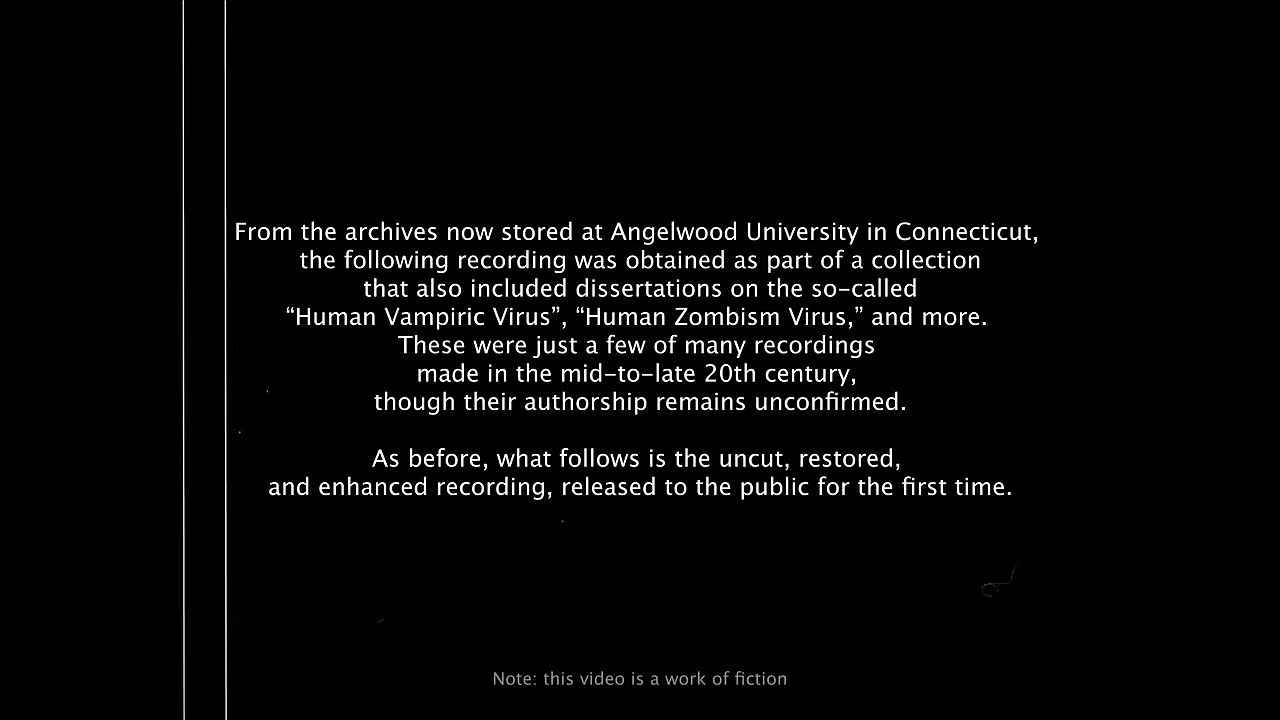 From the archives now stored at Angelwood University in Connecticut,
the following recording was obtained as part of a collection
that also included dissertations on the so-called
“Human Vampiric Virus”, “Human Zombism Virus,” and more.
These were just a few of many recordings
made in the mid-to-late 20th century,
though their authorship remains unconfirmed.
As before, what follows is the uncut, restored,
and enhanced recording, released to the public for the first time.
Note: this video is a work of fiction